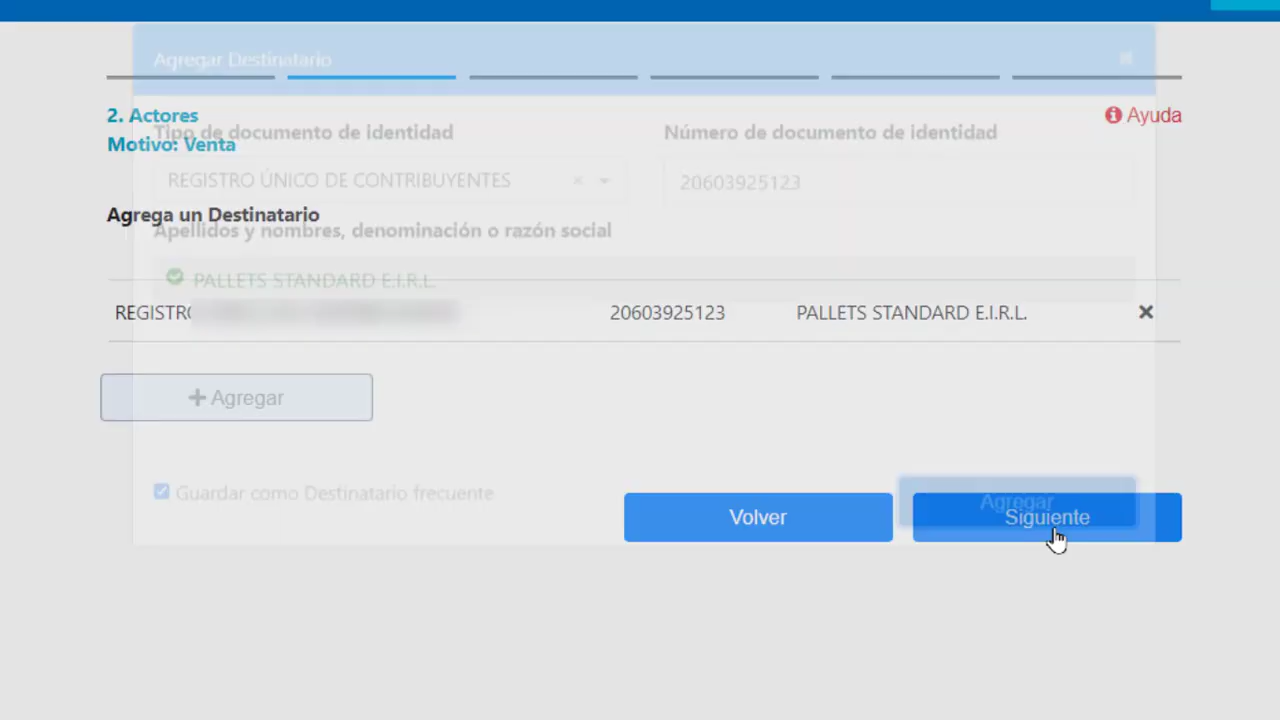 Agregar Destinatario
2. Actores
Ayuda
Tipo de documento de identidad
Número de documento de identidad
Motivo: Venta
REGISTRO ÚNICO DE CONTRIBUYENTES
20603925123
Agrega un Destinatario
Apellidos y nombres, denominación o razón social
PALLETS STANDARD E.I.R.L.
REGISTRO
20603925123
PALLETS STANDARD E.I.R.L.
Agregar
Guardar como Destinatario frecuente
Agregar
Volver
Siguiente